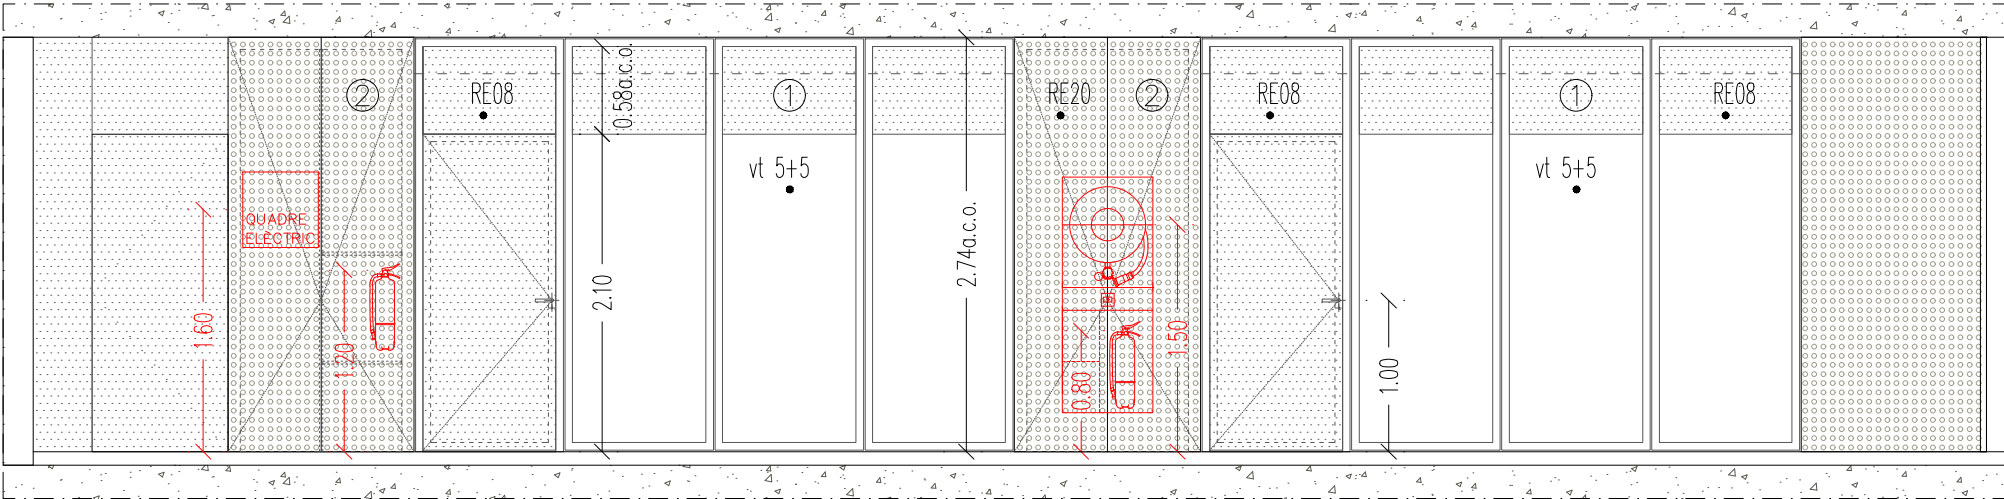 ② RE08 0.58a.c.o. ① RE20 ② RE08 ① RE08
vt 5+5 vt 5+5
QUADRE
ELÈCTRIC
1.60 1.20 2.10 2.74a.c.o. 0.80 1.50 1.00